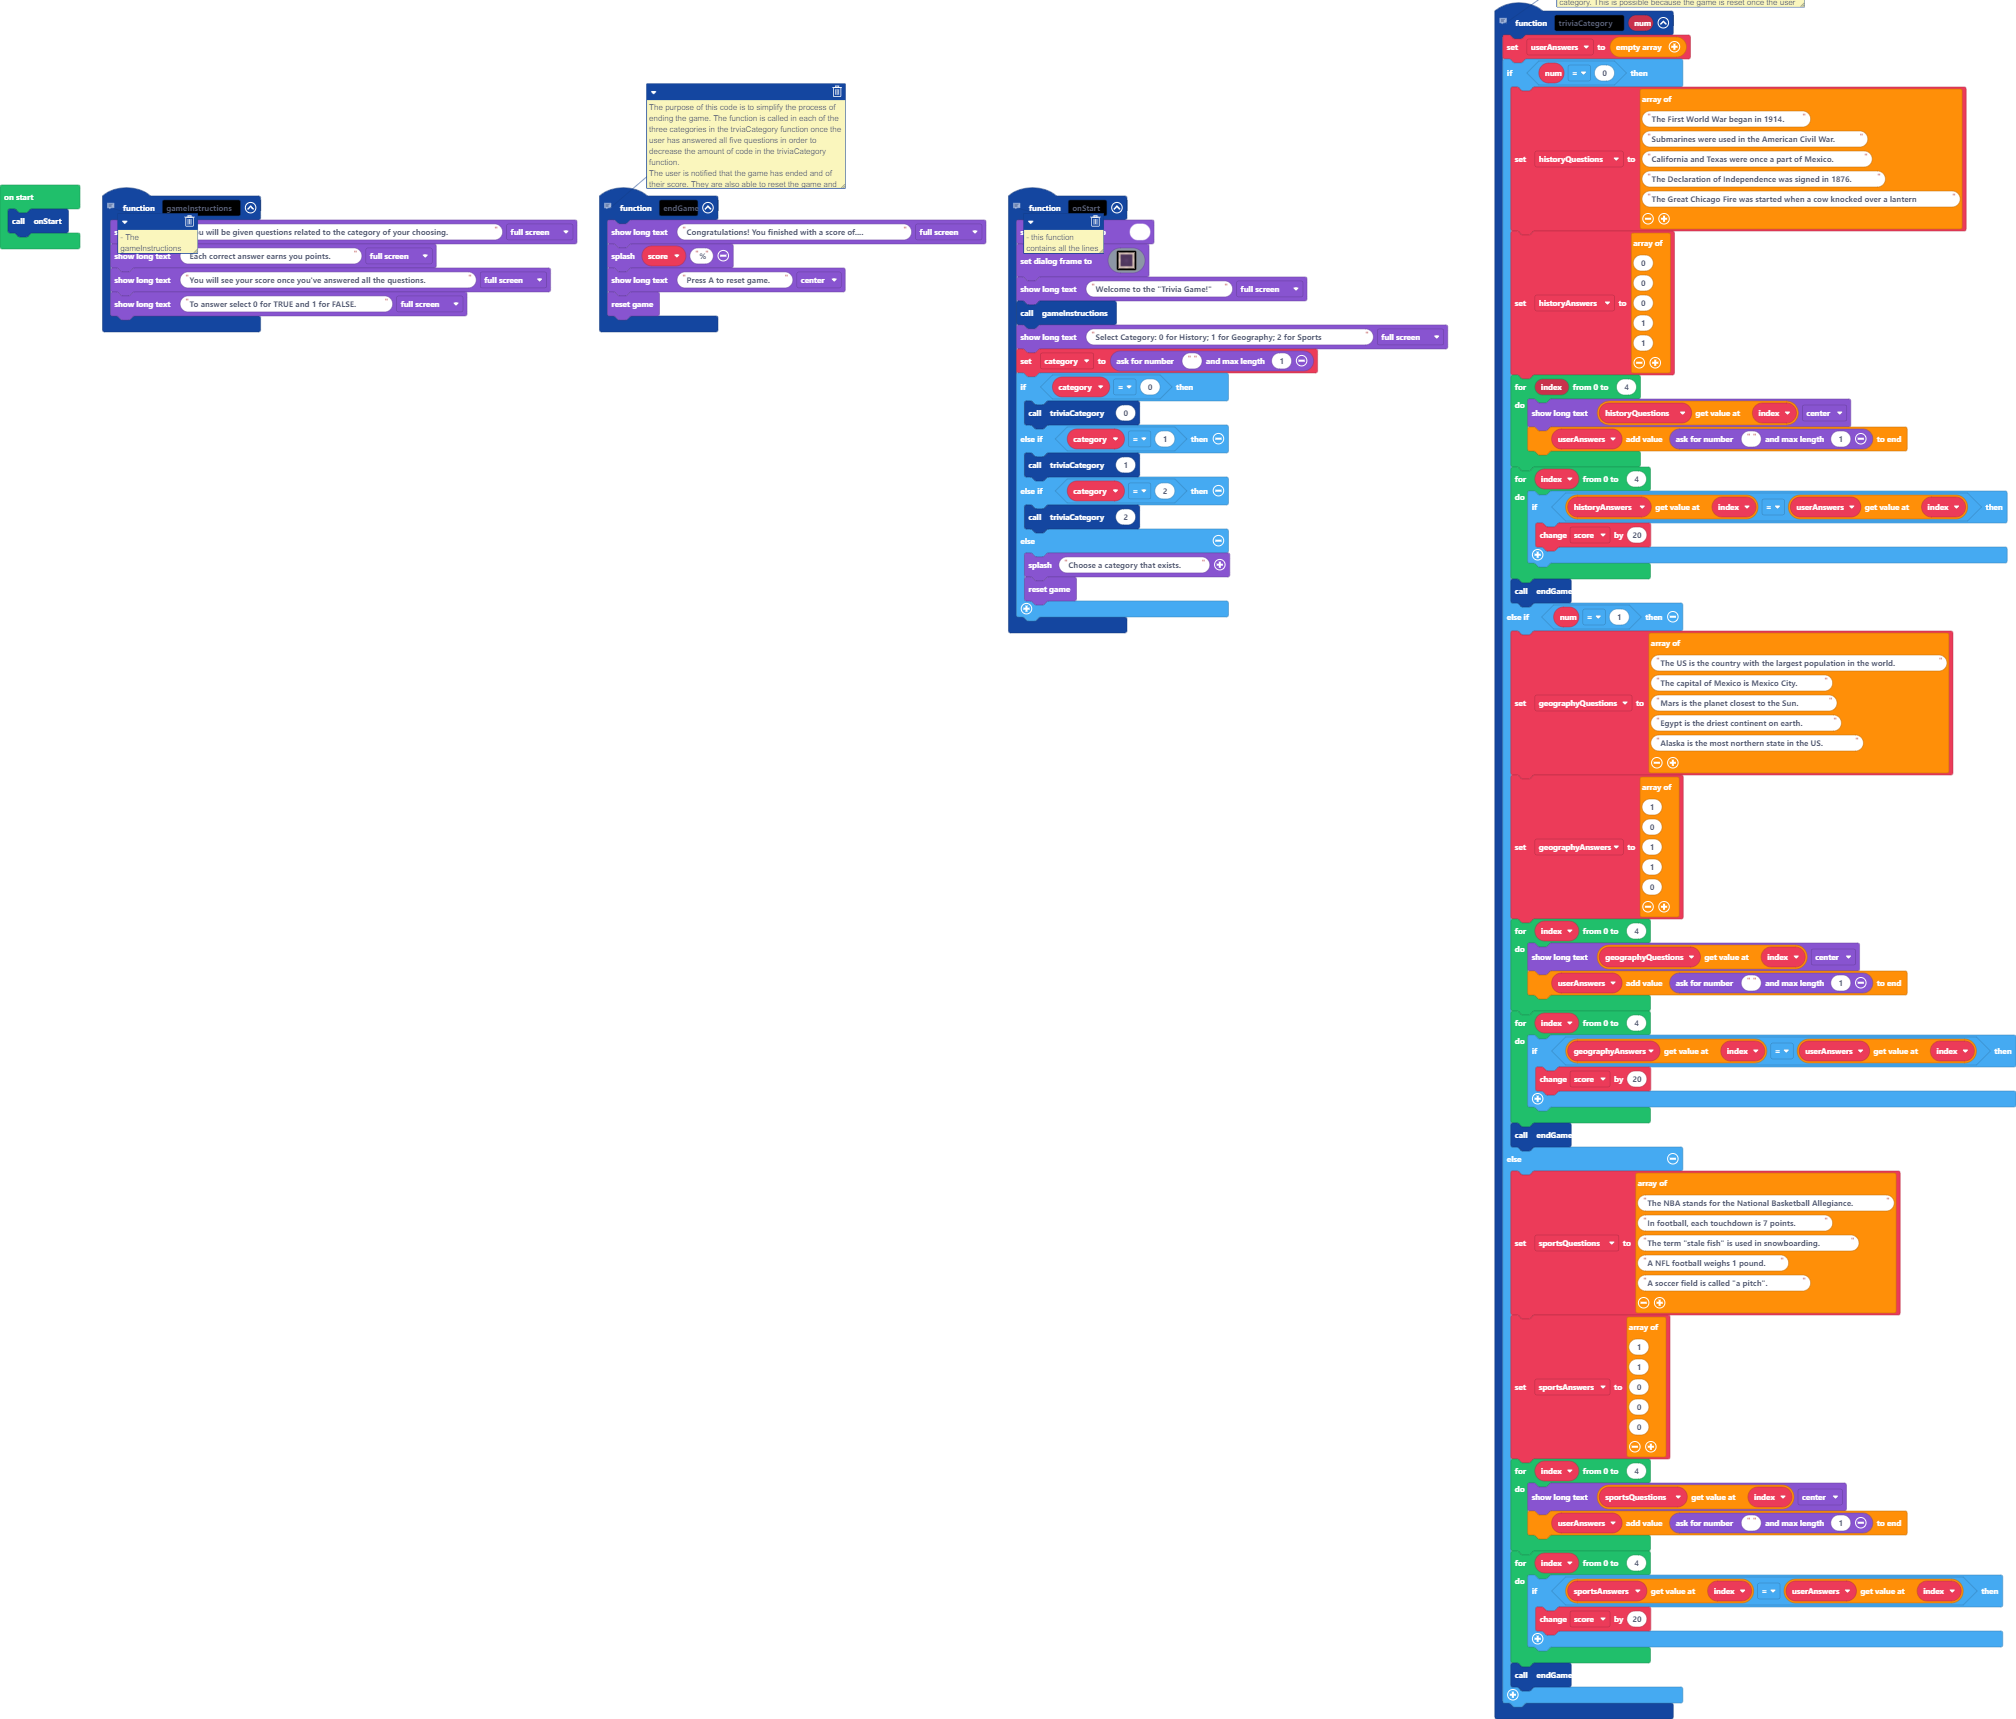 on start
call onStart
function gameInstructions
- The
gameInstructions
u will be given questions related to the category of your choosing. full screen
show long text "Each correct answer earns you points." full screen
show long text "You will see your score once you've answered all the questions." full screen
show long text "To answer select 0 for TRUE and 1 for FALSE." full screen
The purpose of this code is to simplify the process of
ending the game. The function is called in each of the
three categories in the trviaCategory function once the
user has answered all five questions in order to
decrease the amount of code in the triviaCategory
function.
The user is notified that the game has ended and of
their score. They are also able to reset the game and
function endGame
show long text "Congratulations! You finished with a score of...." full screen
splash score "%"
show long text "Press A to reset game." center
reset game
function onStart
- this function
contains all the lines
set dialog frame to
show long text "Welcome to the "Trivia Game!"" full screen
call gameInstructions
show long text "Select Category: 0 for History; 1 for Geography; 2 for Sports" full screen
set category to ask for number "" and max length 1
if category = 0 then
call triviaCategory 0
else if category = 1 then
call triviaCategory 1
else if category = 2 then
call triviaCategory 2
else
splash "Choose a category that exists."
reset game
category. This is possible because the game is reset once the user
function triviaCategory num
set userAnswers to empty array
if num = 0 then
array of
"The First World War began in 1914."
"Submarines were used in the American Civil War."
set historyQuestions to "California and Texas were once a part of Mexico."
"The Declaration of Independence was signed in 1876."
"The Great Chicago Fire was started when a cow knocked over a lantern"
array of
0
0
set historyAnswers to 0
1
1
for index from 0 to 4
do show long text historyQuestions get value at index center
userAnswers add value ask for number "" and max length 1 to end
for index from 0 to 4
do if historyAnswers get value at index = userAnswers get value at index then
change score by 20
call endGame
else if num = 1 then
array of
"The US is the country with the largest population in the world."
"The capital of Mexico is Mexico City."
set geographyQuestions to "Mars is the planet closest to the Sun."
"Egypt is the driest continent on earth."
"Alaska is the most northern state in the US."
array of
1
0
set geographyAnswers to 1
1
0
for index from 0 to 4
do show long text geographyQuestions get value at index center
userAnswers add value ask for number "" and max length 1 to end
for index from 0 to 4
do if geographyAnswers get value at index = userAnswers get value at index then
change score by 20
call endGame
else
array of
"The NBA stands for the National Basketball Allegiance."
"In football, each touchdown is 7 points."
set sportsQuestions to "The term "stale fish" is used in snowboarding."
"A NFL football weighs 1 pound."
"A soccer field is called "a pitch"."
array of
1
1
set sportsAnswers to 0
0
0
for index from 0 to 4
do show long text sportsQuestions get value at index center
userAnswers add value ask for number "" and max length 1 to end
for index from 0 to 4
do if sportsAnswers get value at index = userAnswers get value at index then
change score by 20
call endGame